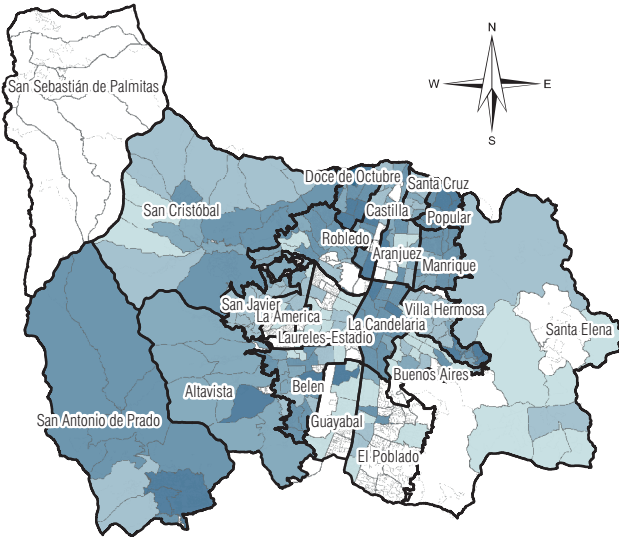 N
San Sebastián de Palmitas
W
E
S
Doce de Octubre
Santa Cruz
San Cristóbal
Castilla
Popular
Robledo
Aranjuez
Manrique
San Javier
Villa Hermosa
La America
La Candelaria
Santa Elena
Laureles-Estadio
Buenos Aires
Altavista
Belen
San Antonio de Prado
Guayabal
El Poblado